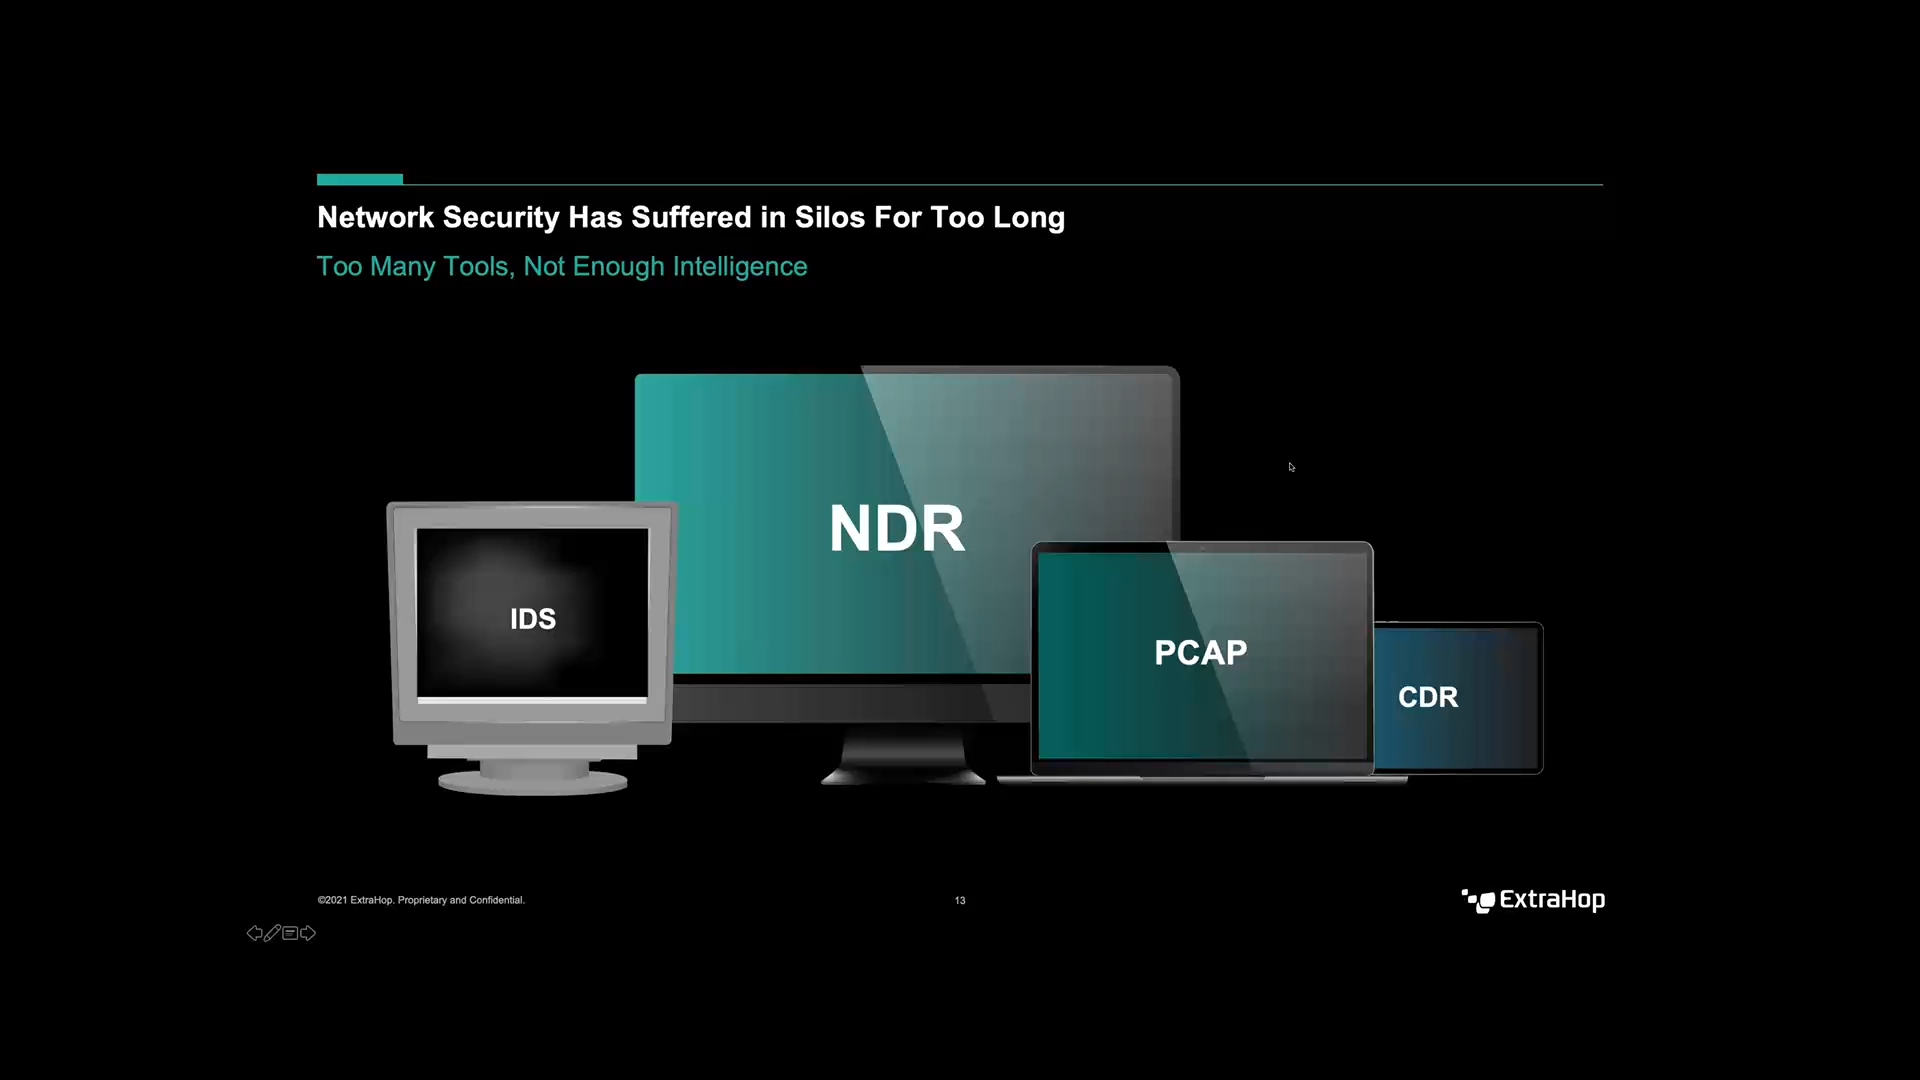 Network Security Has Suffered in Silos For Too Long
Too Many Tools, Not Enough Intelligence
NDR
IDS
PCAP
CDR
©2021 ExtraHop. Proprietary and Confidential.
13
ExtraHop